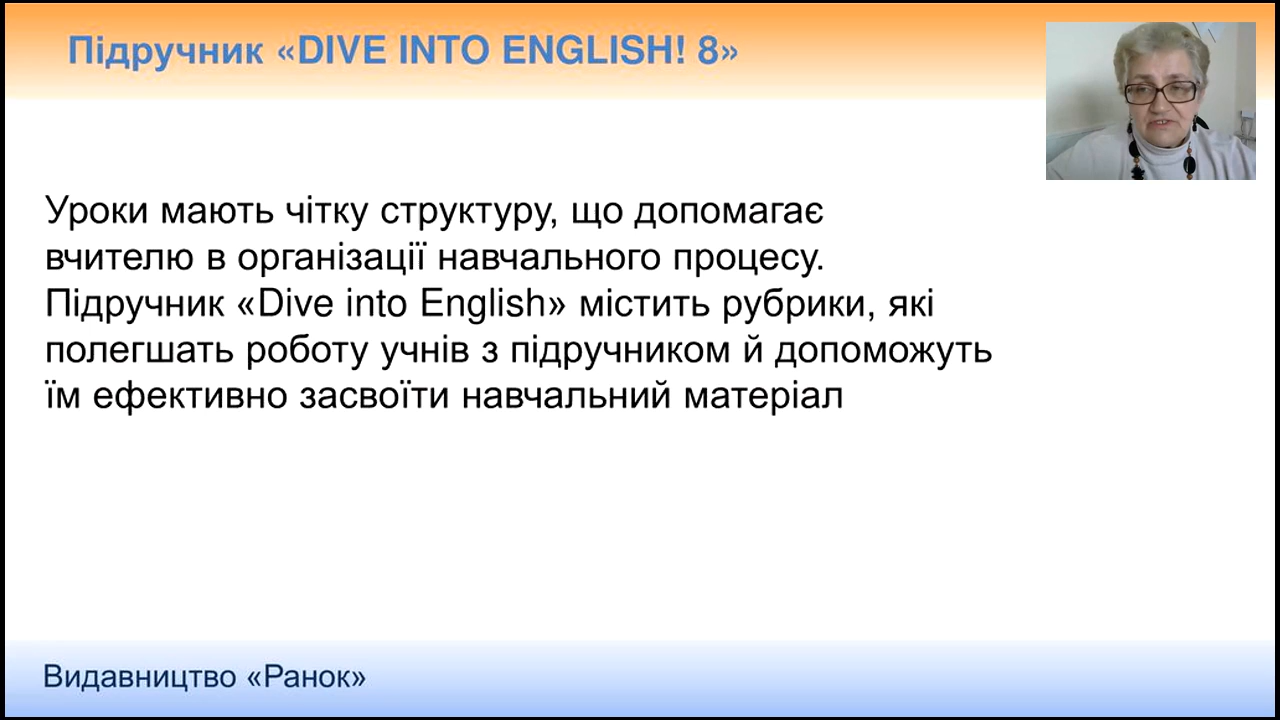 Підручник «DIVE INTO ENGLISH! 8»
Уроки мають чітку структуру, що допомагає
вчителю в організації навчального процесу.
Підручник «Dive into English» містить рубрики, які
полегшать роботу учнів з підручником й допоможуть
їм ефективно засвоїти навчальний матеріал
Видавництво «Ранок»